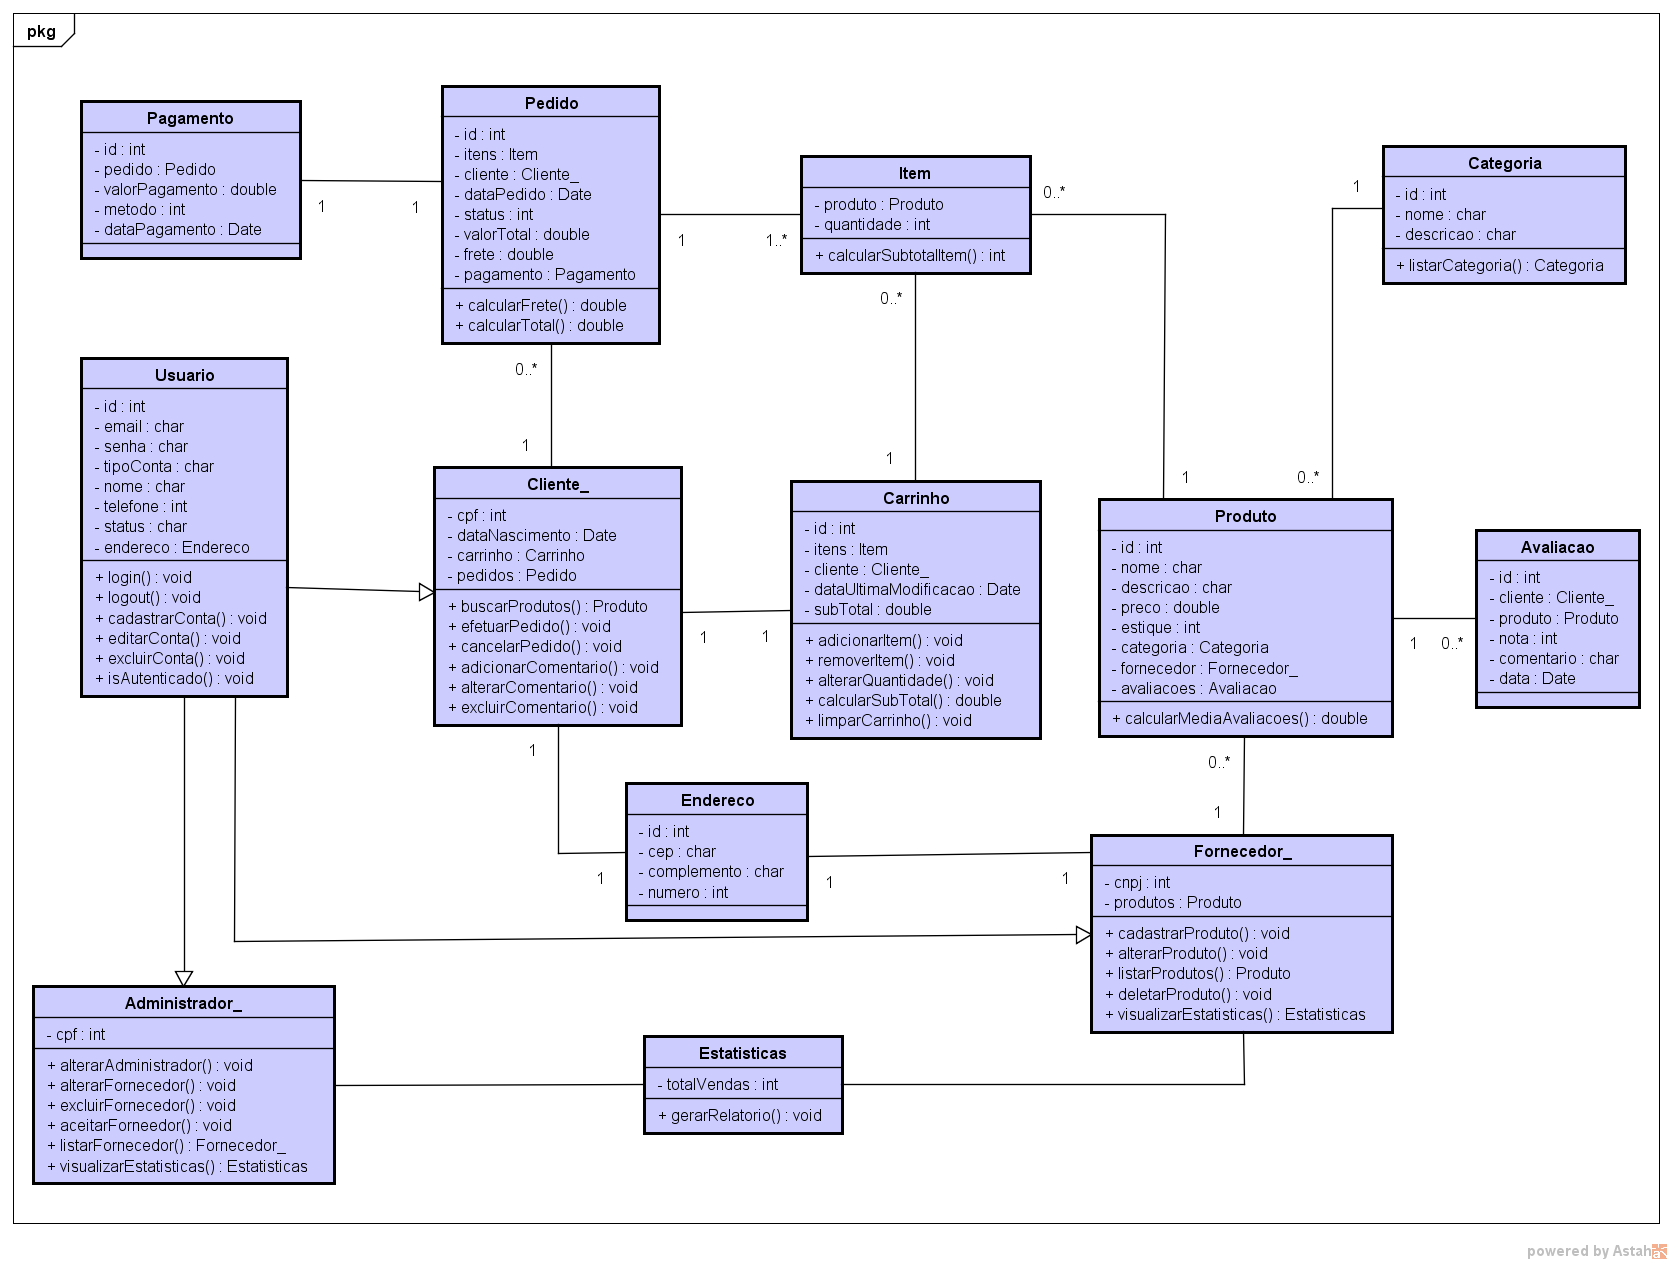 pkg
Pagamento
- id : int
- pedido : Pedido
- valorPagamento : double
- metodo : int
- dataPagamento : Date
1
1
Pedido
- id : int
- itens : Item
- cliente : Cliente_
- dataPedido : Date
- status : int
- valorTotal : double
- frete : double
- pagamento : Pagamento
+ calcularFrete() : double
+ calcularTotal() : double
1
1..*
Item
- produto : Produto
- quantidade : int
+ calcularSubtotalItem() : int
0..*
0..*
1
Categoria
- id : int
- nome : char
- descricao : char
+ listarCategoria() : Categoria
1
0..*
0..*
1
1
Usuario
- id : int
- email : char
- senha : char
- tipoConta : char
- nome : char
- telefone : int
- status : char
- endereco : Endereco
+ login() : void
+ logout() : void
+ cadastrarConta() : void
+ editarConta() : void
+ excluirConta() : void
+ isAutenticado() : void
Cliente_
- cpf : int
- dataNascimento : Date
- carrinho : Carrinho
- pedidos : Pedido
+ buscarProdutos() : Produto
+ efetuarPedido() : void
+ cancelarPedido() : void
+ adicionarComentario() : void
+ alterarComentario() : void
+ excluirComentario() : void
1
1
Carrinho
- id : int
- itens : Item
- cliente : Cliente_
- dataUltimaModificacao : Date
- subTotal : double
+ adicionarItem() : void
+ removerItem() : void
+ alterarQuantidade() : void
+ calcularSubTotal() : double
+ limparCarrinho() : void
Produto
- id : int
- nome : char
- descricao : char
- preco : double
- estique : int
- categoria : Categoria
- fornecedor : Fornecedor_
- avaliacoes : Avaliacao
+ calcularMediaAvaliacoes() : double
1
0..*
Avaliacao
- id : int
- cliente : Cliente_
- produto : Produto
- nota : int
- comentario : char
- data : Date
1
1
Endereco
- id : int
- cep : char
- complemento : char
- numero : int
1
1
0..*
1
Fornecedor_
- cnpj : int
- produtos : Produto
+ cadastrarProduto() : void
+ alterarProduto() : void
+ listarProdutos() : Produto
+ deletarProduto() : void
+ visualizarEstatisticas() : Estatisticas
Administrador_
- cpf : int
+ alterarAdministrador() : void
+ alterarFornecedor() : void
+ excluirFornecedor() : void
+ aceitarForneedor() : void
+ listarFornecedor() : Fornecedor_
+ visualizarEstatisticas() : Estatisticas
Estatisticas
- totalVendas : int
+ gerarRelatorio() : void
powered by Astah